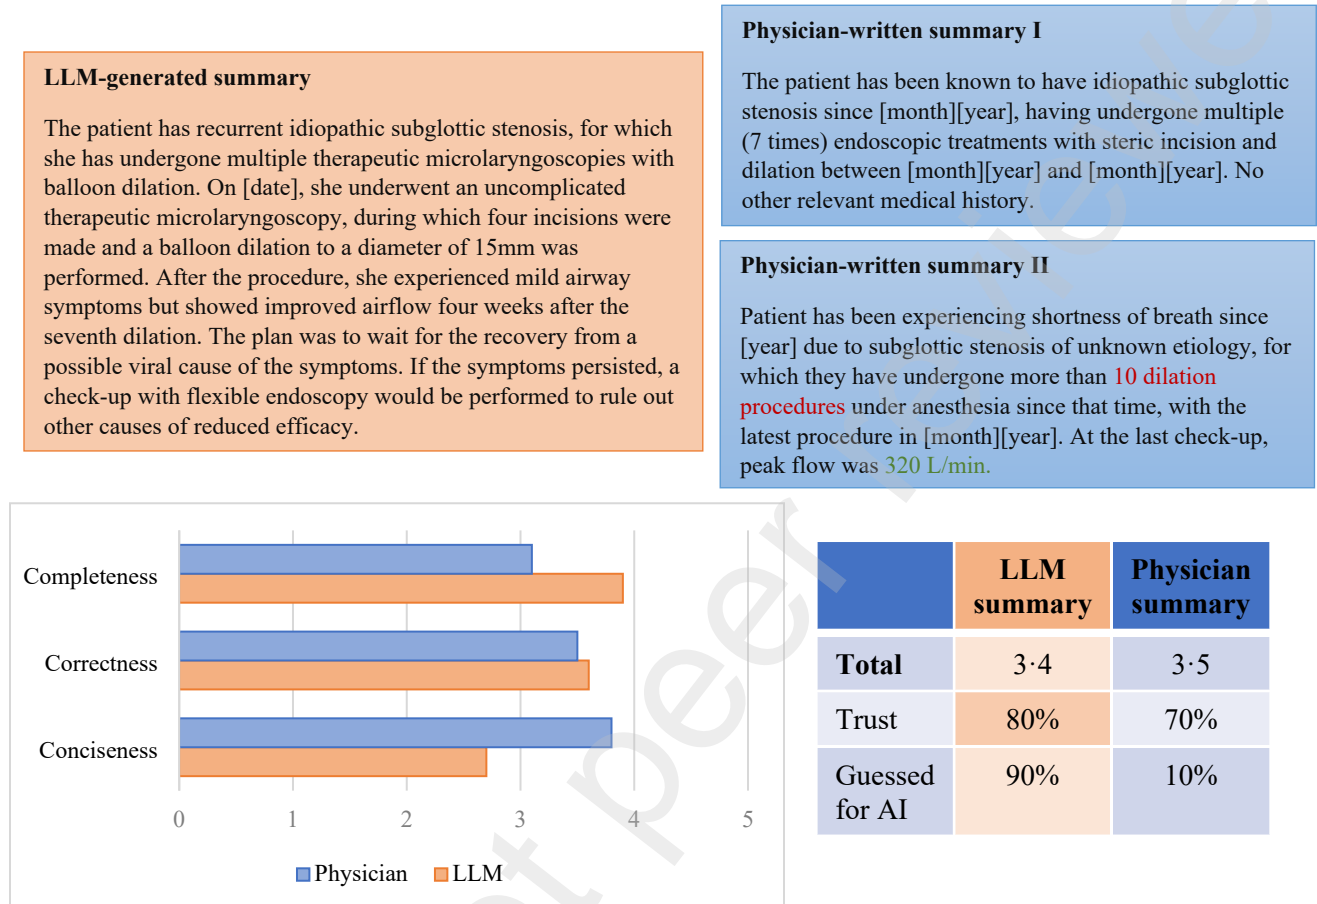 LLM-generated summary
The patient has recurrent idiopathic subglottic stenosis, for which
she has undergone multiple therapeutic microlaryngoscopies with
balloon dilation. On [date], she underwent an uncomplicated
therapeutic microlaryngoscopy, during which four incisions were
made and a balloon dilation to a diameter of 15mm was
performed. After the procedure, she experienced mild airway
symptoms but showed improved airflow four weeks after the
seventh dilation. The plan was to wait for the recovery from a
possible viral cause of the symptoms. If the symptoms persisted, a
check-up with flexible endoscopy would be performed to rule out
other causes of reduced efficacy.
Physician-written summary I
The patient has been known to have idiopathic subglottic
stenosis since [month][year], having undergone multiple
(7 times) endoscopic treatments with steric incision and
dilation between [month][year] and [month][year]. No
other relevant medical history.
Physician-written summary II
Patient has been experiencing shortness of breath since
[year] due to subglottic stenosis of unknown etiology, for
which they have undergone more than 10 dilation
procedures under anesthesia since that time, with the
latest procedure in [month][year]. At the last check-up,
peak flow was 320 L/min.
Completeness
Correctness
Conciseness
0 1 2 3 4 5
Physician LLM
LLM summary Physician summary
Total 3·4 3·5
Trust 80% 70%
Guessed for AI 90% 10%
peer review